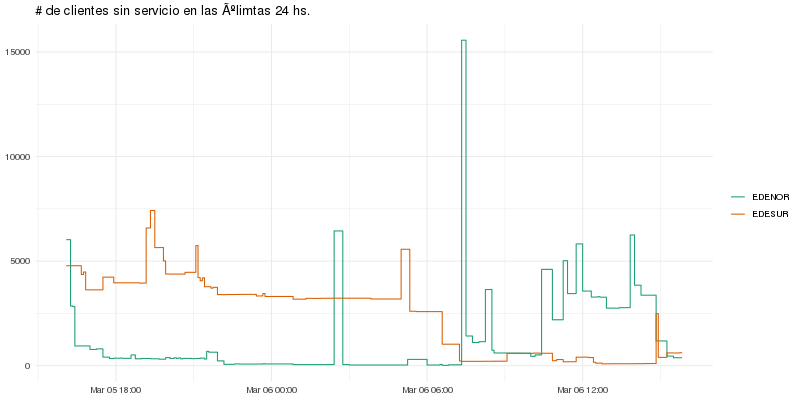 # de clientes sin servicio en las Ãºlimtas 24 hs.
15000
10000
5000
0
Mar 05 18:00
Mar 06 00:00
Mar 06 06:00
Mar 06 12:00
EDENOR
EDESUR